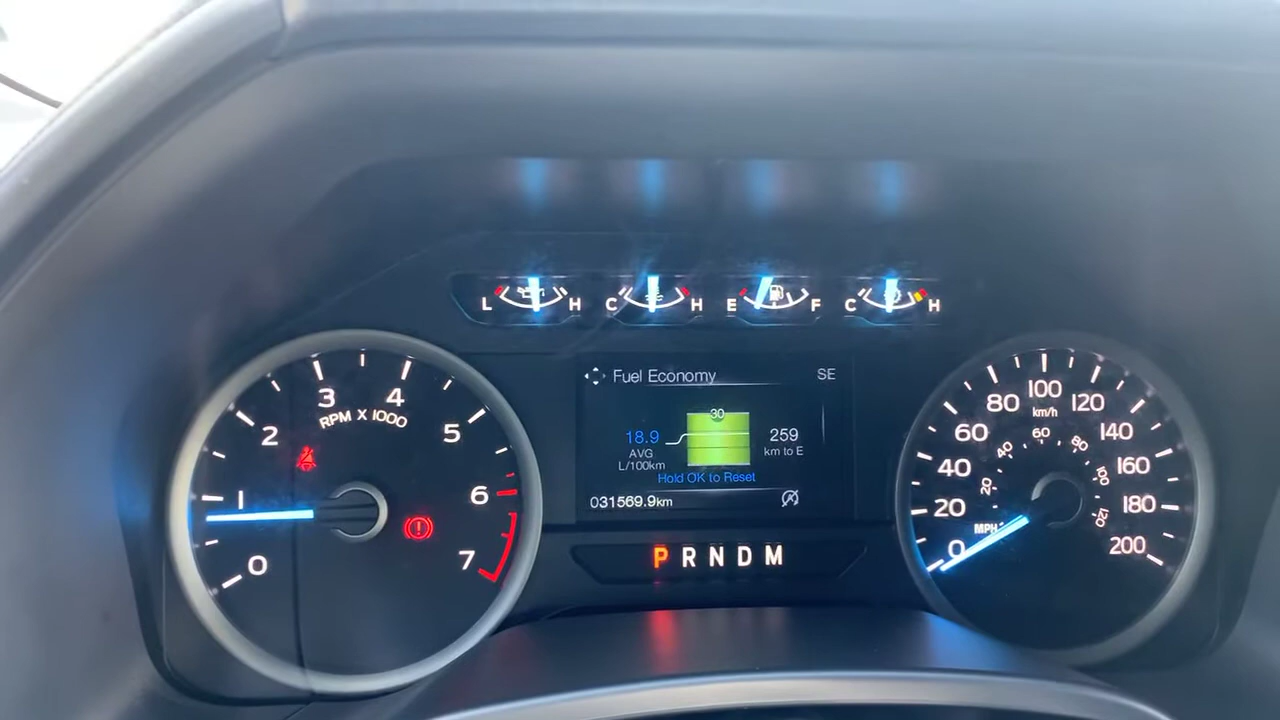 L H C H E F C H
Fuel Economy SE
30
18.9
AVG
L/100km
259
km to E
Hold OK to Reset
031569.9km
P R N D M
0 1 2 3 4 5 6 7
RPM X 1000
0 20 40 60 80 100 120 140 160 180 200
km/h
20 40 60 80 100 120
MPH